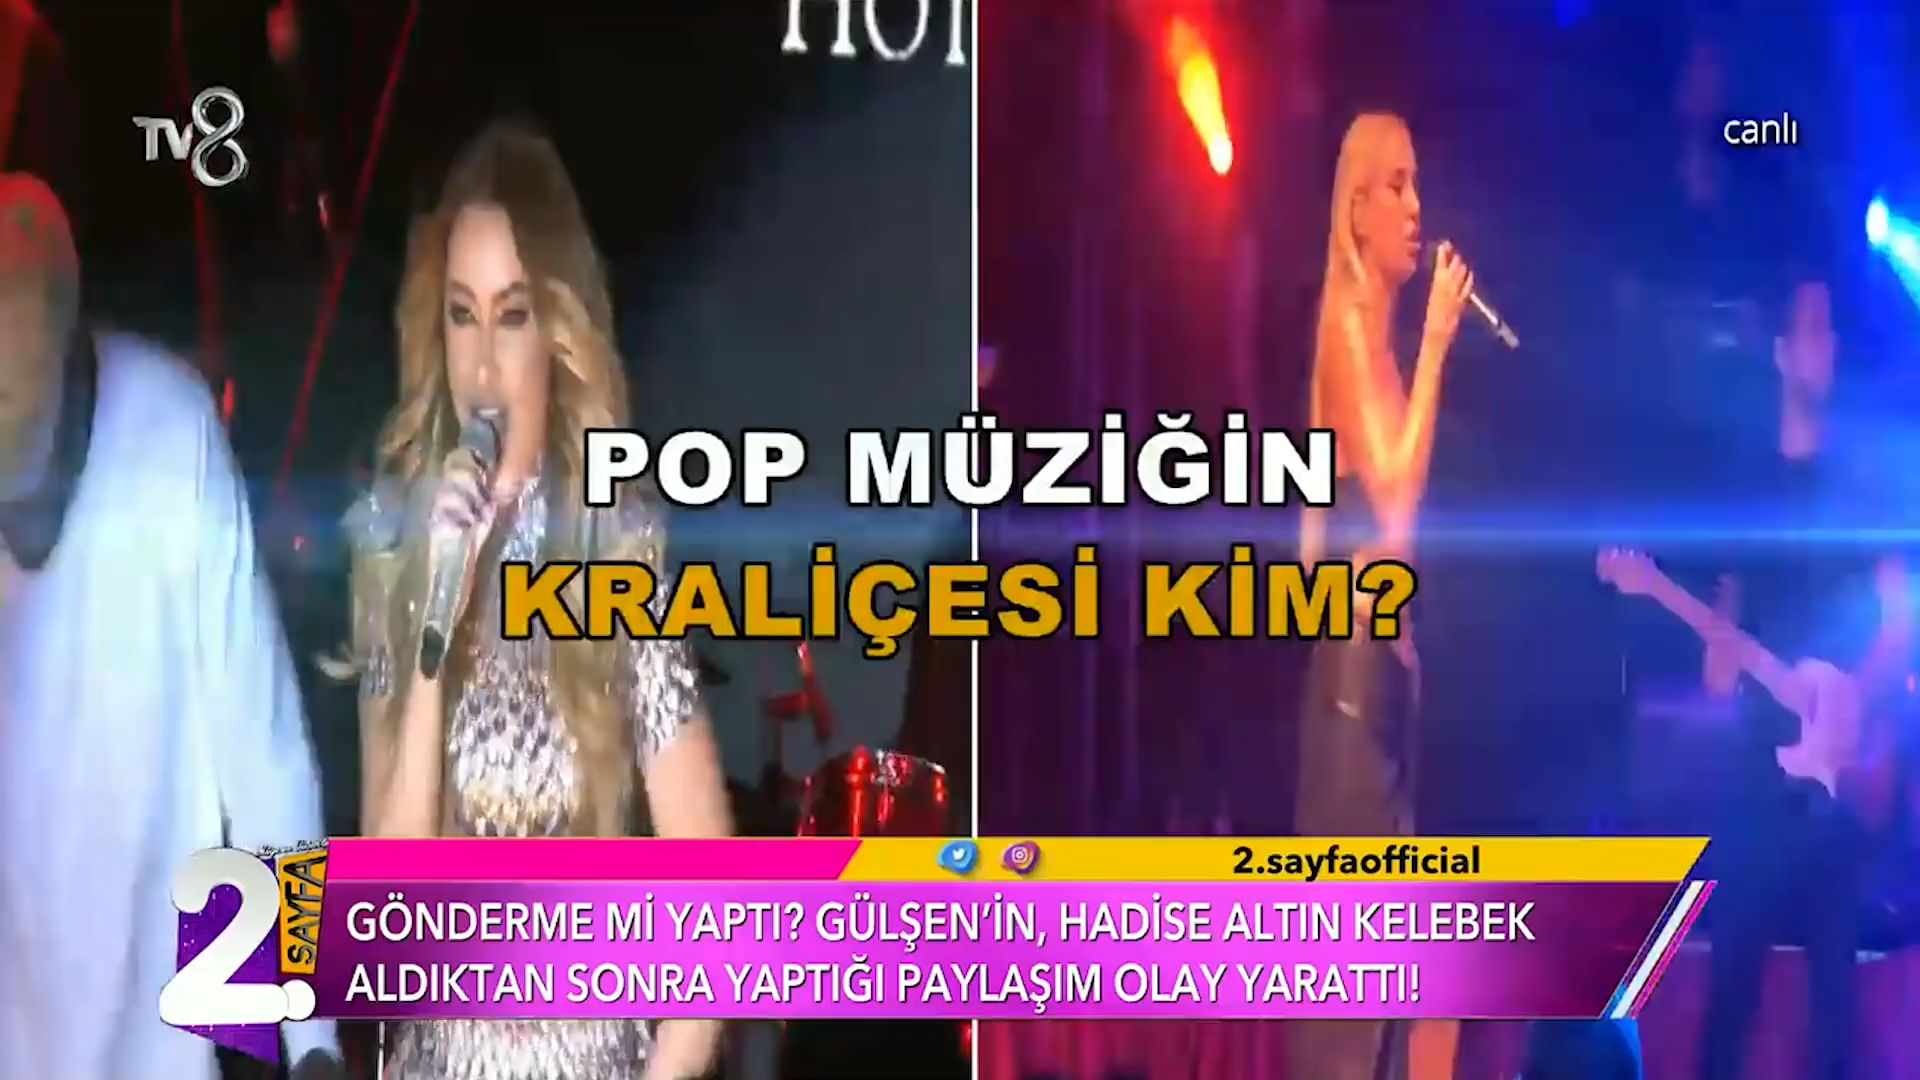 TV8
canlı
POP MÜZİĞİN
KRALİÇESİ KİM?
2.sayfaofficial
2. SAYFA
GÖNDERME Mİ YAPTI? GÜLŞEN'İN, HADİSE ALTIN KELEBEK
ALDIKTAN SONRA YAPTIĞI PAYLAŞIM OLAY YARATTI!